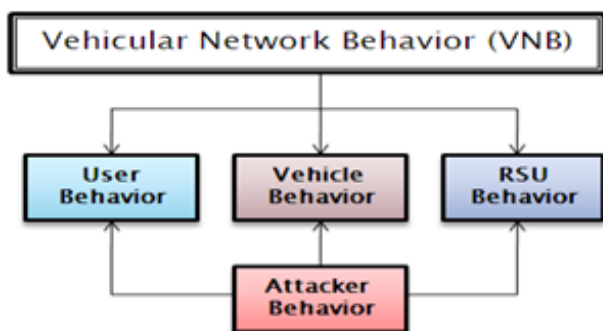 Vehicular Network Behavior (VNB)
User
Behavior
Vehicle
Behavior
RSU
Behavior
Attacker
Behavior